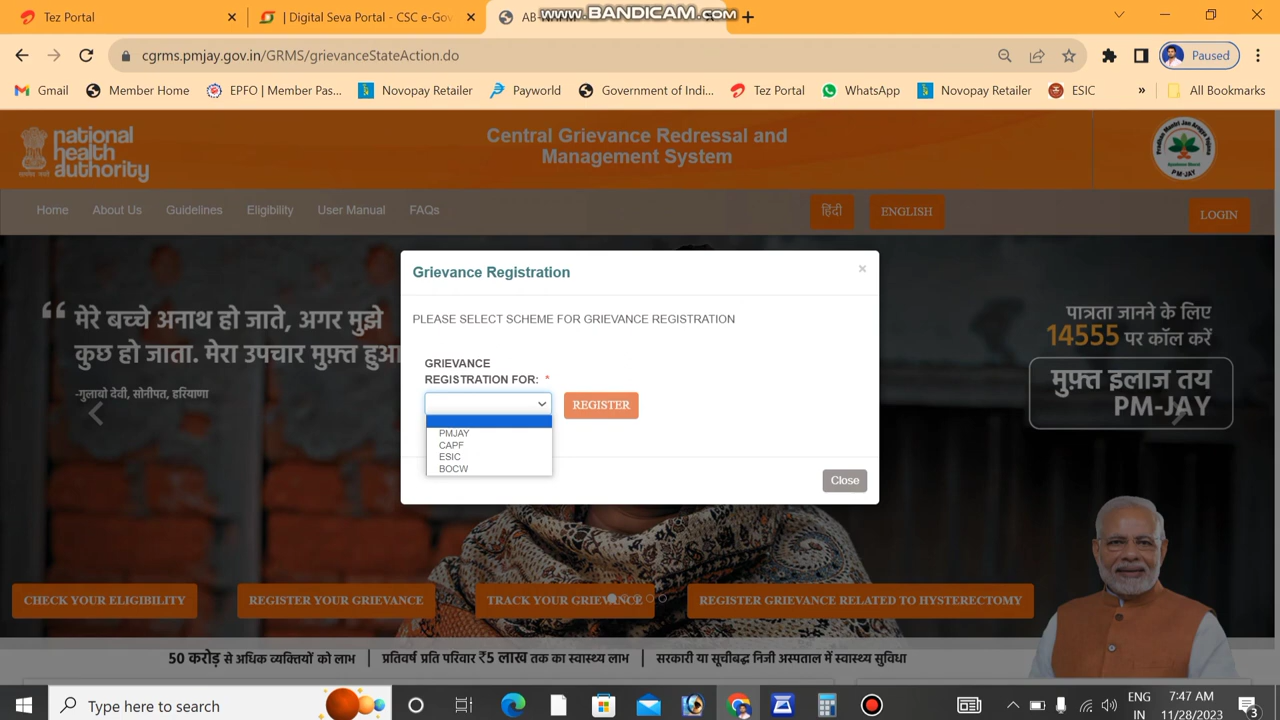 Tez Portal
| Digital Seva Portal - CSC e-Gov
AB-
www.BANDICAM.com
cgrms.pmjay.gov.in/GRMS/grievanceStateAction.do
Paused
Gmail
Member Home
EPFO | Member Pas...
Novopay Retailer
Payworld
Government of Indi...
Tez Portal
WhatsApp
Novopay Retailer
ESIC
»
All Bookmarks
national
health
authority
Central Grievance Redressal and
Management System
PM-JAY
Home
About Us
Guidelines
Eligibility
User Manual
FAQs
हिंदी
ENGLISH
LOGIN
Grievance Registration
×
PLEASE SELECT SCHEME FOR GRIEVANCE REGISTRATION
GRIEVANCE
REGISTRATION FOR: *
REGISTER
PMJAY
CAPF
ESIC
BOCW
Close
“ मेरे बच्चे अनाथ हो जाते, अगर मुझे
कुछ हो जाता. मेरा उपचार मुफ़्त हुआ
-गुलाबो देवी, सोनीपत, हरियाणा
पात्रता जानने के लिए
14555 पर कॉल करें
मुफ़्त इलाज तय
PM-JAY
CHECK YOUR ELIGIBILITY
REGISTER YOUR GRIEVANCE
TRACK YOUR GRIEVANCE
REGISTER GRIEVANCE RELATED TO HYSTERECTOMY
50 करोड़ से अधिक व्यक्तियों को लाभ | प्रतिवर्ष प्रति परिवार ₹5 लाख तक का स्वास्थ्य लाभ | सरकारी या सूचीबद्ध निजी अस्पताल में स्वास्थ्य सुविधा
Type here to search
ENG
IN
7:47 AM
11/28/2023
3